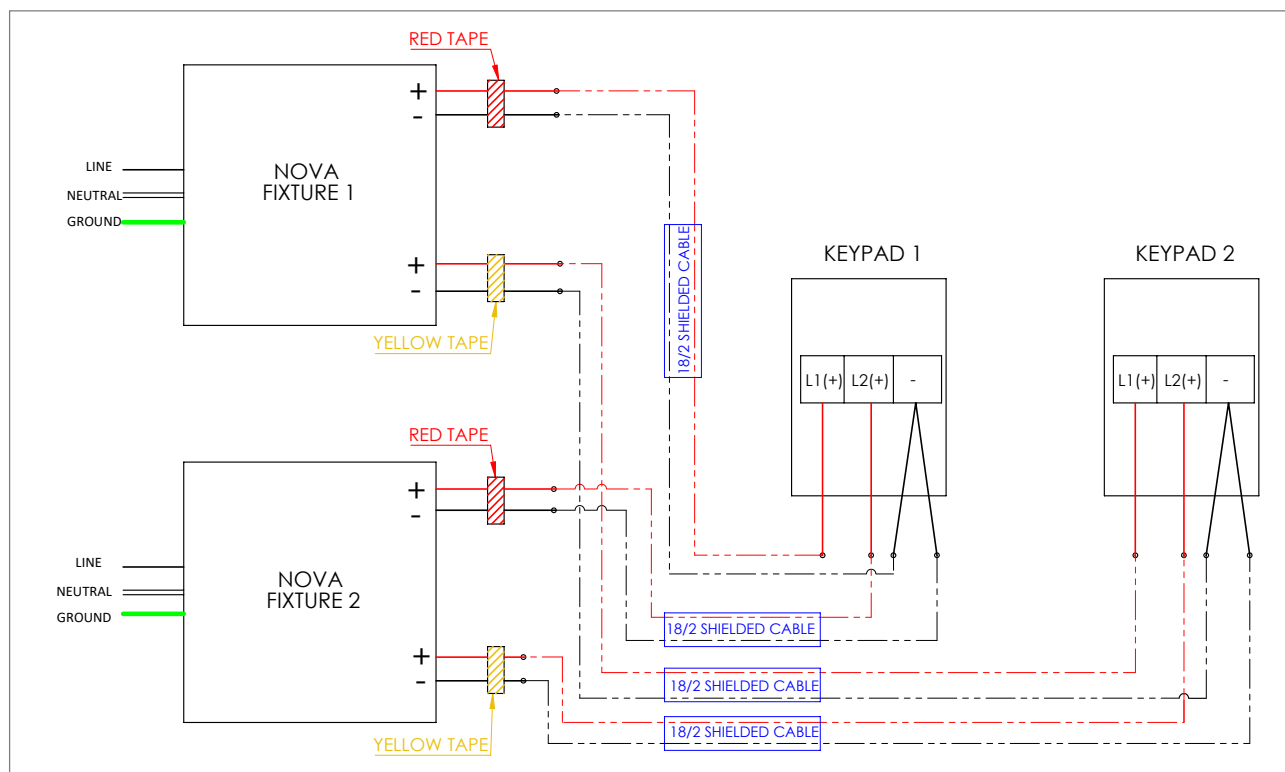 RED TAPE
+
-
LINE
NEUTRAL
GROUND
NOVA
FIXTURE 1
+
-
YELLOW TAPE
18/2 SHIELDED CABLE
KEYPAD 1
L1(+)
L2(+)
-
KEYPAD 2
L1(+)
L2(+)
-
RED TAPE
+
-
LINE
NEUTRAL
GROUND
NOVA
FIXTURE 2
+
-
YELLOW TAPE
18/2 SHIELDED CABLE
18/2 SHIELDED CABLE
18/2 SHIELDED CABLE